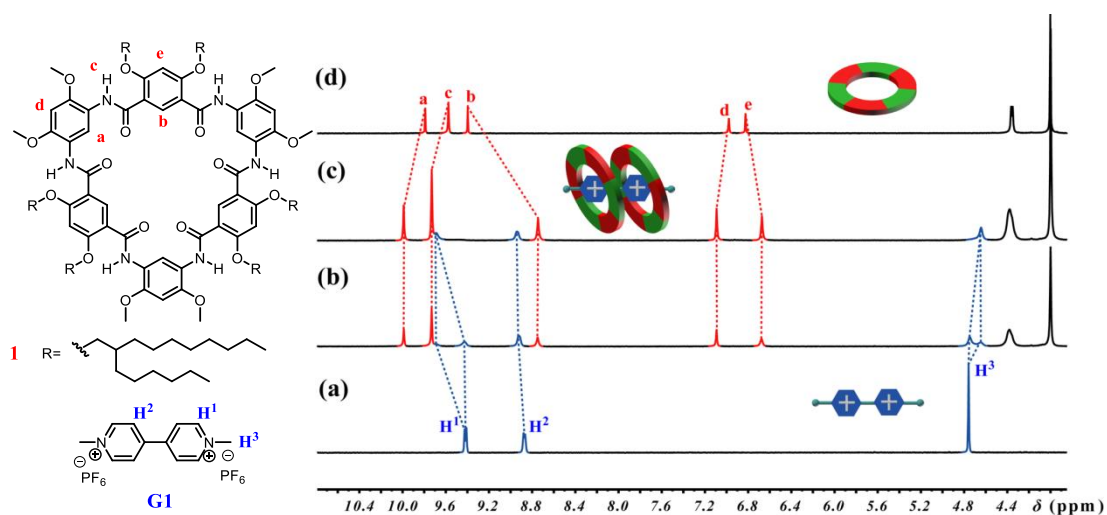 R
R
e
H
O
O
H
O
c
N
N
O
d
O
O
b
O
O
a
N
H
H
N
O
O
R
O
O
R
O
O
O
O
R
O
N
N
O
R
H
H
O
O
1
R=
H²
H¹
N
N
H³
⊖
⊕
⊕
⊖
PF₆
PF₆
G1
(d)
a
c
b
d
e
(c)
(b)
(a)
H¹
H²
H³
10.4 10.0 9.6 9.2 8.8 8.4 8.0 7.6 7.2 6.8 6.4 6.0 5.6 5.2 4.8 4.4 δ (ppm)